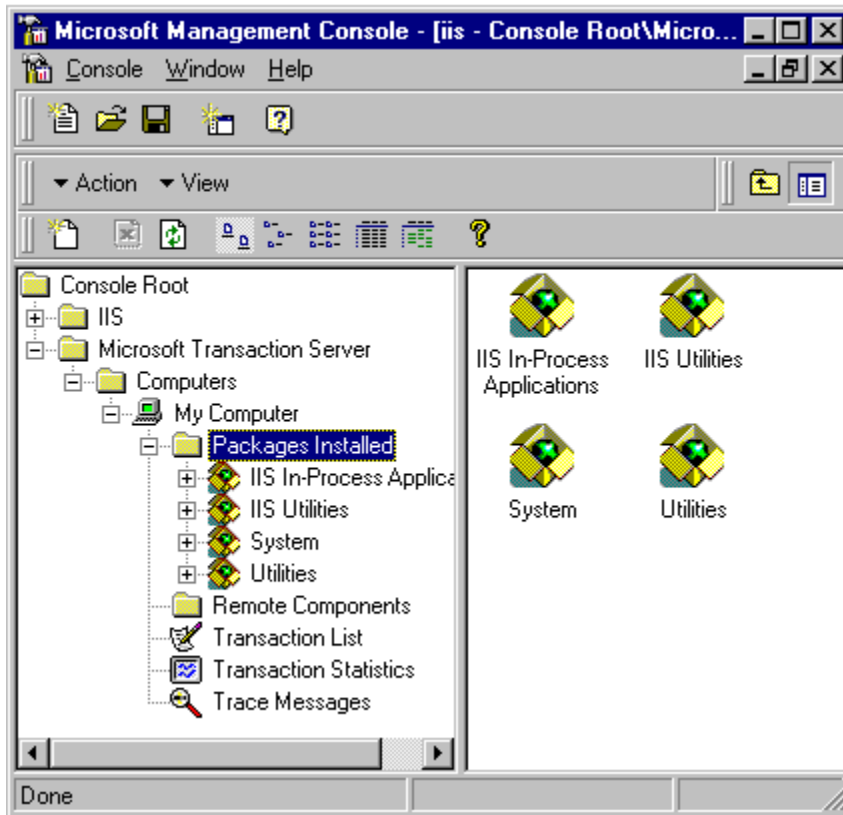 Microsoft Management Console - [iis - Console Root\Micro...
Console Window Help
Action View
Console Root
IIS
Microsoft Transaction Server
Computers
My Computer
Packages Installed
IIS In-Process Applica
IIS Utilities
System
Utilities
Remote Components
Transaction List
Transaction Statistics
Trace Messages
IIS In-Process
Applications
IIS Utilities
System
Utilities
Done